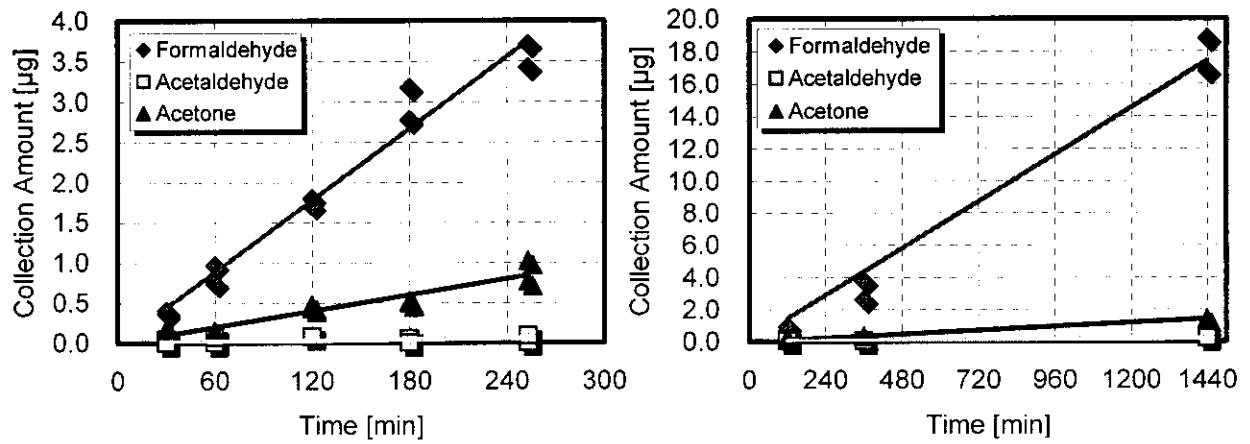 4.0
3.5
3.0
2.5
2.0
1.5
1.0
0.5
0.0
Collection Amount [µg]
Formaldehyde
Acetaldehyde
Acetone
0 60 120 180 240 300
Time [min]
20.0
18.0
16.0
14.0
12.0
10.0
8.0
6.0
4.0
2.0
0.0
Collection Amount [µg]
Formaldehyde
Acetaldehyde
Acetone
0 240 480 720 960 1200 1440
Time [min]